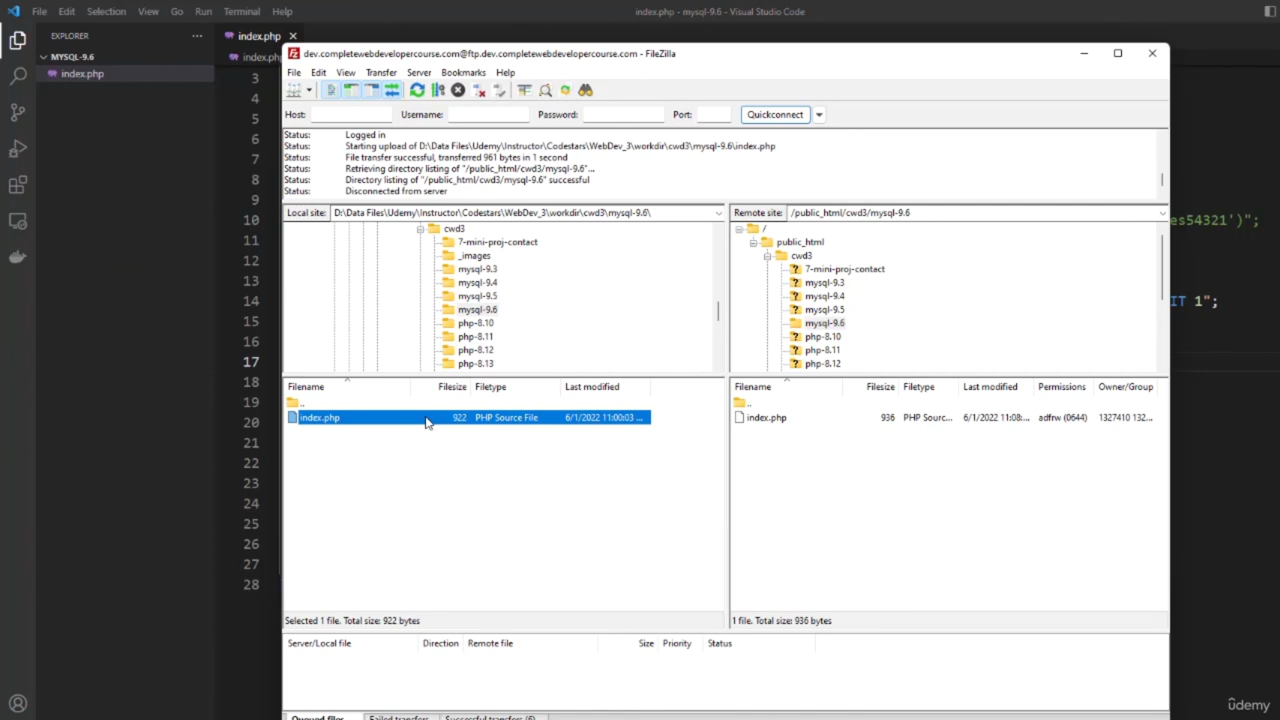 File Edit Selection View Go Run Terminal Help
index.php - mysql-9.6 - Visual Studio Code
EXPLORER
MYSQL-9.6
index.php
index.php
3
4
5
6
7
8
9
10
11
12
13
14
15
16
17
18
19
20
21
22
23
24
25
26
27
28
es54321')";
IT 1";
dev.completewebdevelopercourse.com@ftp.dev.completewebdevelopercourse.com - FileZilla
File Edit View Transfer Server Bookmarks Help
Host: Username: Password: Port: Quickconnect
Status: Logged in
Status: Starting upload of D:\Data Files\Udemy\Instructor\Codestars\WebDev_3\workdir\cwd3\mysql-9.6\index.php
Status: File transfer successful, transferred 961 bytes in 1 second
Status: Retrieving directory listing of "/public_html/cwd3/mysql-9.6"...
Status: Directory listing of "/public_html/cwd3/mysql-9.6" successful
Status: Disconnected from server
Local site: D:\Data Files\Udemy\Instructor\Codestars\WebDev_3\workdir\cwd3\mysql-9.6\
cwd3
7-mini-proj-contact
_images
mysql-9.3
mysql-9.4
mysql-9.5
mysql-9.6
php-8.10
php-8.11
php-8.12
php-8.13
Remote site: /public_html/cwd3/mysql-9.6
/
public_html
cwd3
7-mini-proj-contact
mysql-9.3
mysql-9.4
mysql-9.5
mysql-9.6
php-8.10
php-8.11
php-8.12
Filename Filesize Filetype Last modified
..
index.php 922 PHP Source File 6/1/2022 11:00:03 ...
Selected 1 file. Total size: 922 bytes
Filename Filesize Filetype Last modified Permissions Owner/Group
..
index.php 936 PHP Sourc... 6/1/2022 11:08:... adfrw (0644) 1327410 132...
1 file. Total size: 936 bytes
Server/Local file Direction Remote file Size Priority Status
Queued files Failed transfers Successful transfers (6)
ûdemy